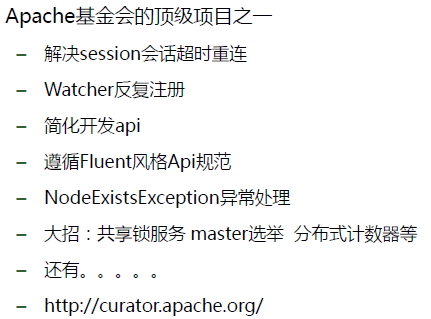 Apache基金会的顶级项目之一
– 解决session会话超时重连
– Watcher反复注册
– 简化开发api
– 遵循Fluent风格Api规范
– NodeExistsException异常处理
– 大招：共享锁服务 master选举 分布式计数器等
– 还有。。。。。
– http://curator.apache.org/